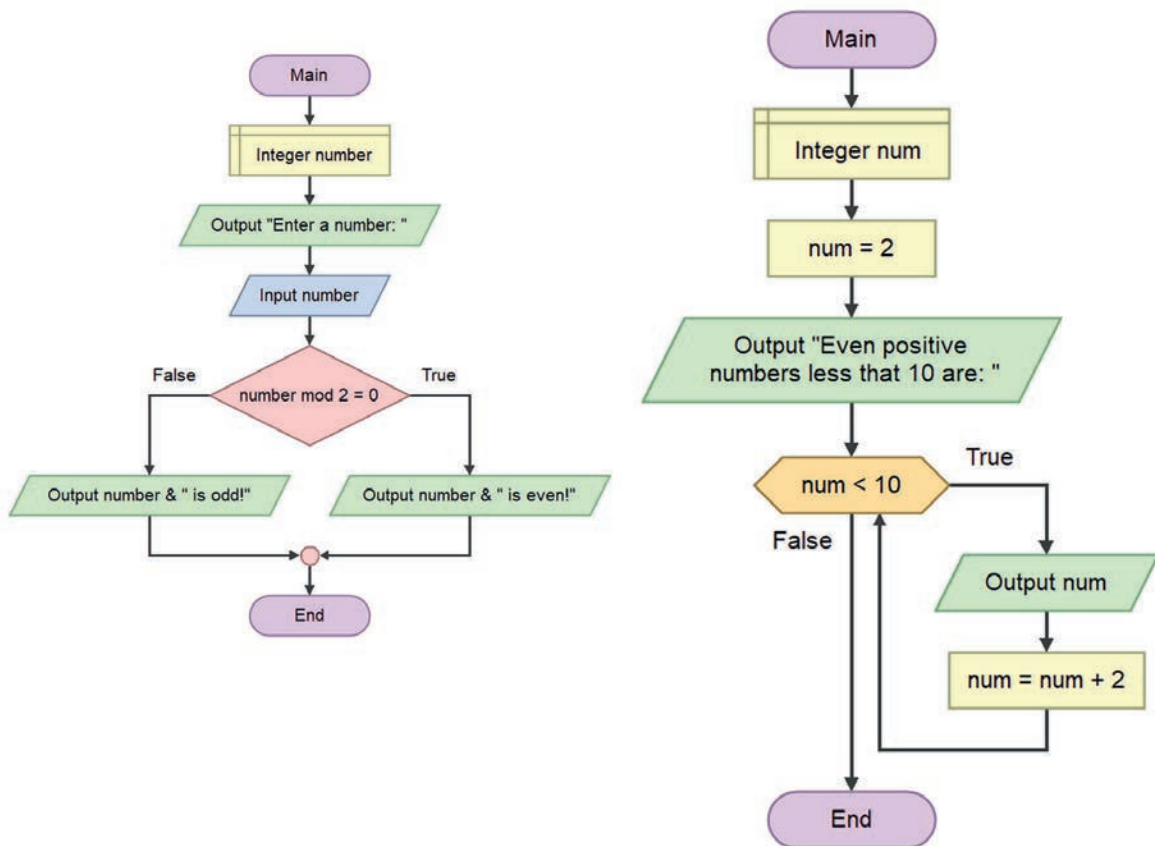 Main
Integer number
Output "Enter a number: "
Input number
False
True
number mod 2 = 0
Output number & " is odd!"
Output number & " is even!"
End
Main
Integer num
num = 2
Output "Even positive
numbers less that 10 are: "
num < 10
True
False
Output num
num = num + 2
End